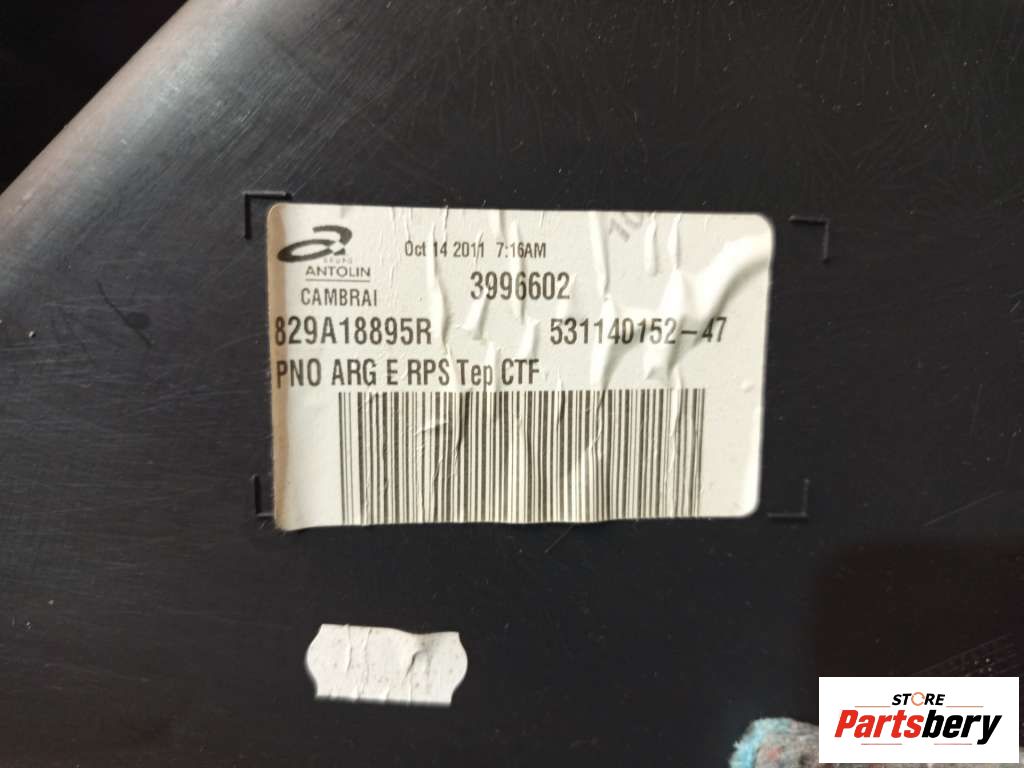 GRUPO
ANTOLIN
CAMBRAI
Oct 14 2011 7:16AM
3996602
829A18895R 531140152-47
PNO ARG E RPS Tep CTF
STORE
Partsbery